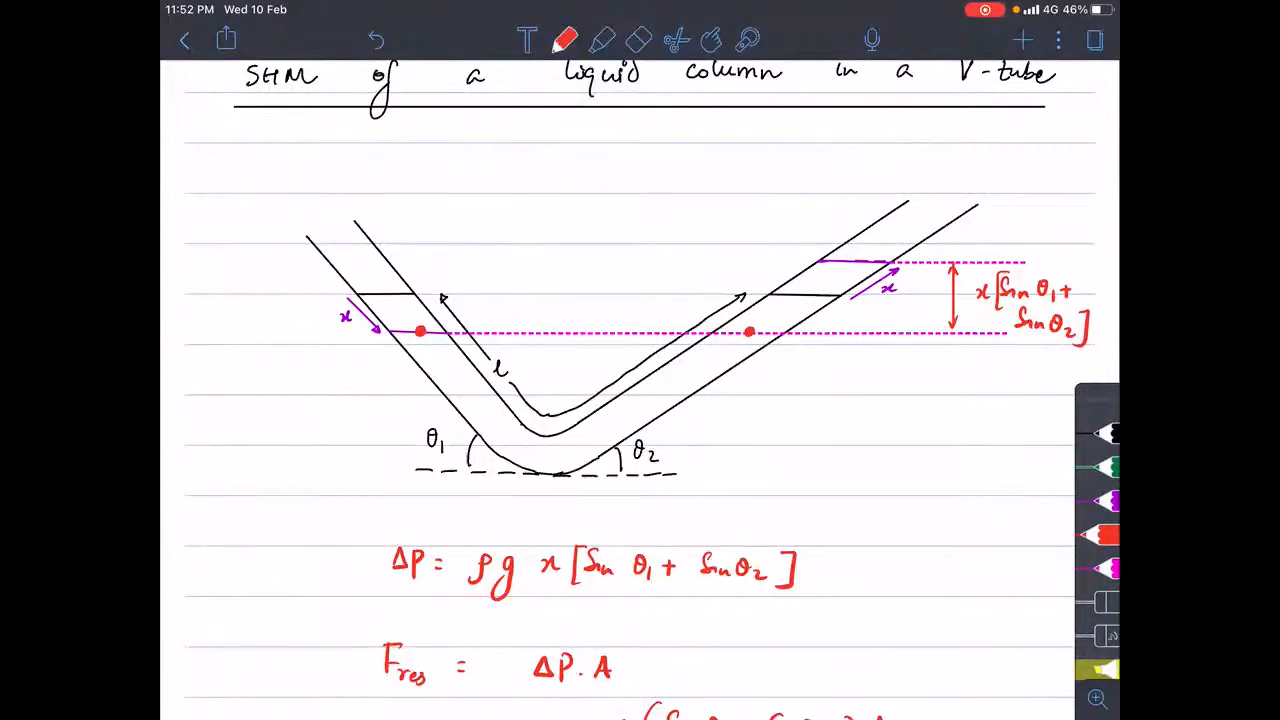 11:52 PM Wed 10 Feb
4G 46%
T
SHM of a liquid column in a V-tube
x
x
x[Sin θ1 +
Sin θ2]
l
θ1
θ2
ΔP = ρg x[Sin θ1 + Sin θ2]
Fres = ΔP. A